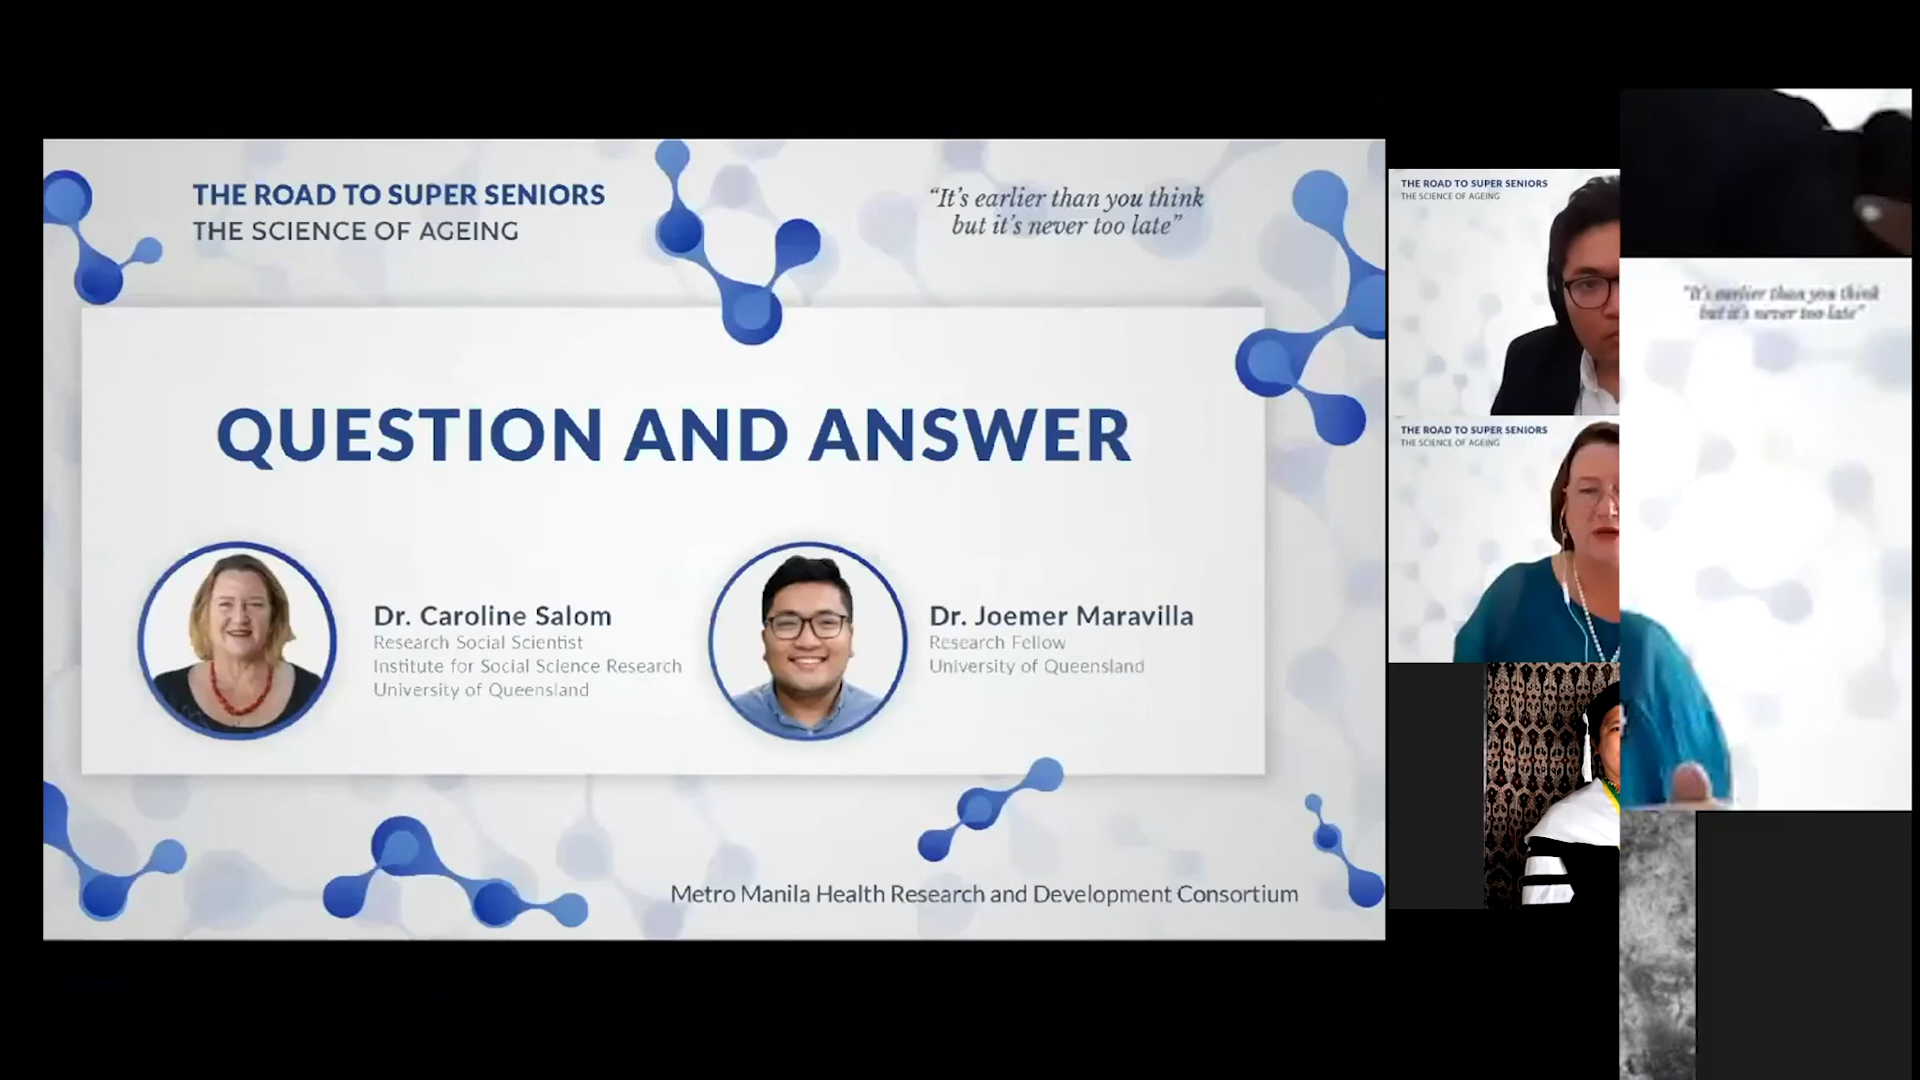 THE ROAD TO SUPER SENIORS
THE SCIENCE OF AGEING
“It’s earlier than you think
but it’s never too late”
QUESTION AND ANSWER
Dr. Caroline Salom
Research Social Scientist
Institute for Social Science Research
University of Queensland
Dr. Joemer Maravilla
Research Fellow
University of Queensland
Metro Manila Health Research and Development Consortium
THE ROAD TO SUPER SENIORS
THE SCIENCE OF AGEING
THE ROAD TO SUPER SENIORS
THE SCIENCE OF AGEING
“It’s earlier than you think
but it’s never too late”